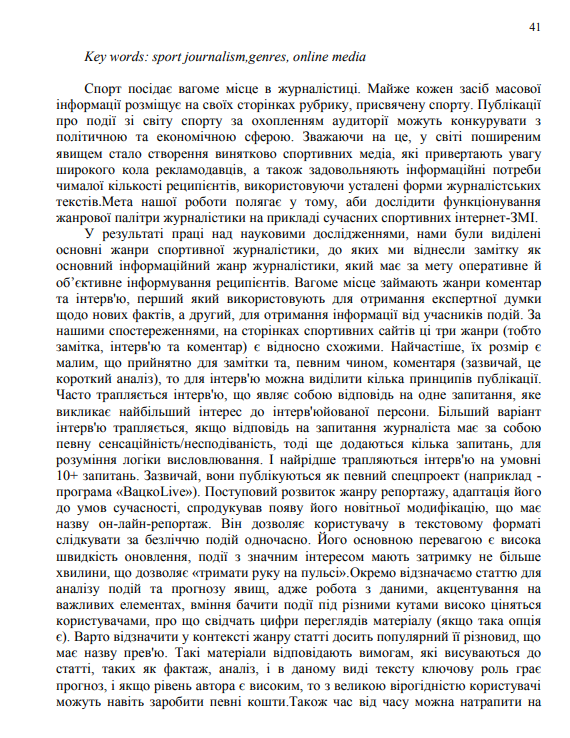 41
Key words: sport journalism,genres, online media
Спорт посідає вагоме місце в журналістиці. Майже кожен засіб масової
інформації розміщує на своїх сторінках рубрику, присвячену спорту. Публікації
про події зі світу спорту за охопленням аудиторії можуть конкурувати з
політичною та економічною сферою. Зважаючи на це, у світі поширеним
явищем стало створення винятково спортивних медіа, які привертають увагу
широкого кола рекламодавців, а також задовольняють інформаційні потреби
чималої кількості реципієнтів, використовуючи усталені форми журналістських
текстів.Мета нашої роботи полягає у тому, аби дослідити функціонування
жанрової палітри журналістики на прикладі сучасних спортивних інтернет-ЗМІ.
У результаті праці над науковими дослідженнями, нами були виділені
основні жанри спортивної журналістики, до яких ми віднесли замітку як
основний інформаційний жанр журналістики, який має за мету оперативне й
об’єктивне інформування реципієнтів. Вагоме місце займають жанри коментар
та інтерв'ю, перший який використовують для отримання експертної думки
щодо нових фактів, а другий, для отримання інформації від учасників подій. За
нашими спостереженнями, на сторінках спортивних сайтів ці три жанри (тобто
замітка, інтерв'ю та коментар) є відносно схожими. Найчастіше, їх розмір є
малим, що прийнятно для замітки та, певним чином, коментаря (зазвичай, це
короткий аналіз), то для інтерв'ю можна виділити кілька принципів публікації.
Часто трапляється інтерв'ю, що являє собою відповідь на одне запитання, яке
викликає найбільший інтерес до інтерв'юйованої персони. Більший варіант
інтерв'ю трапляється, якщо відповідь на запитання журналіста має за собою
певну сенсаційність/несподіваність, тоді ще додаються кілька запитань, для
розуміння логіки висловлювання. І найрідше трапляються інтерв'ю на умовні
10+ запитань. Зазвичай, вони публікуються як певний спецпроект (наприклад -
програма «ВацкоLive»). Поступовий розвиток жанру репортажу, адаптація його
до умов сучасності, спродукував появу його новітньої модифікацію, що має
назву он-лайн-репортаж. Він дозволяє користувачу в текстовому форматі
слідкувати за безліччю подій одночасно. Його основною перевагою є висока
швидкість оновлення, події з значним інтересом мають затримку не більше
хвилини, що дозволяє «тримати руку на пульсі».Окремо відзначаємо статтю для
аналізу подій та прогнозу явищ, адже робота з даними, акцентування на
важливих елементах, вміння бачити події під різними кутами високо ціняться
користувачами, про що свідчать цифри переглядів матеріалу (якщо така опція
є). Варто відзначити у контексті жанру статті досить популярний її різновид, що
має назву прев'ю. Такі матеріали відповідають вимогам, які висуваються до
статті, таких як фактаж, аналіз, і в даному виді тексту ключову роль грає
прогноз, і якщо рівень автора є високим, то з великою вірогідністю користувачі
можуть навіть заробити певні кошти.Також час від часу можна натрапити на